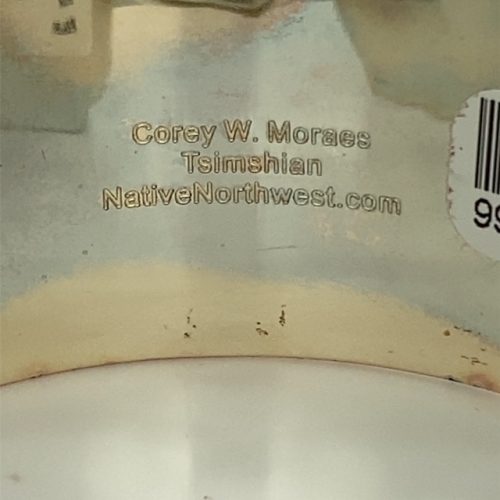 Corey W. Moraes
Tsimshian
NativeNorthwest.com